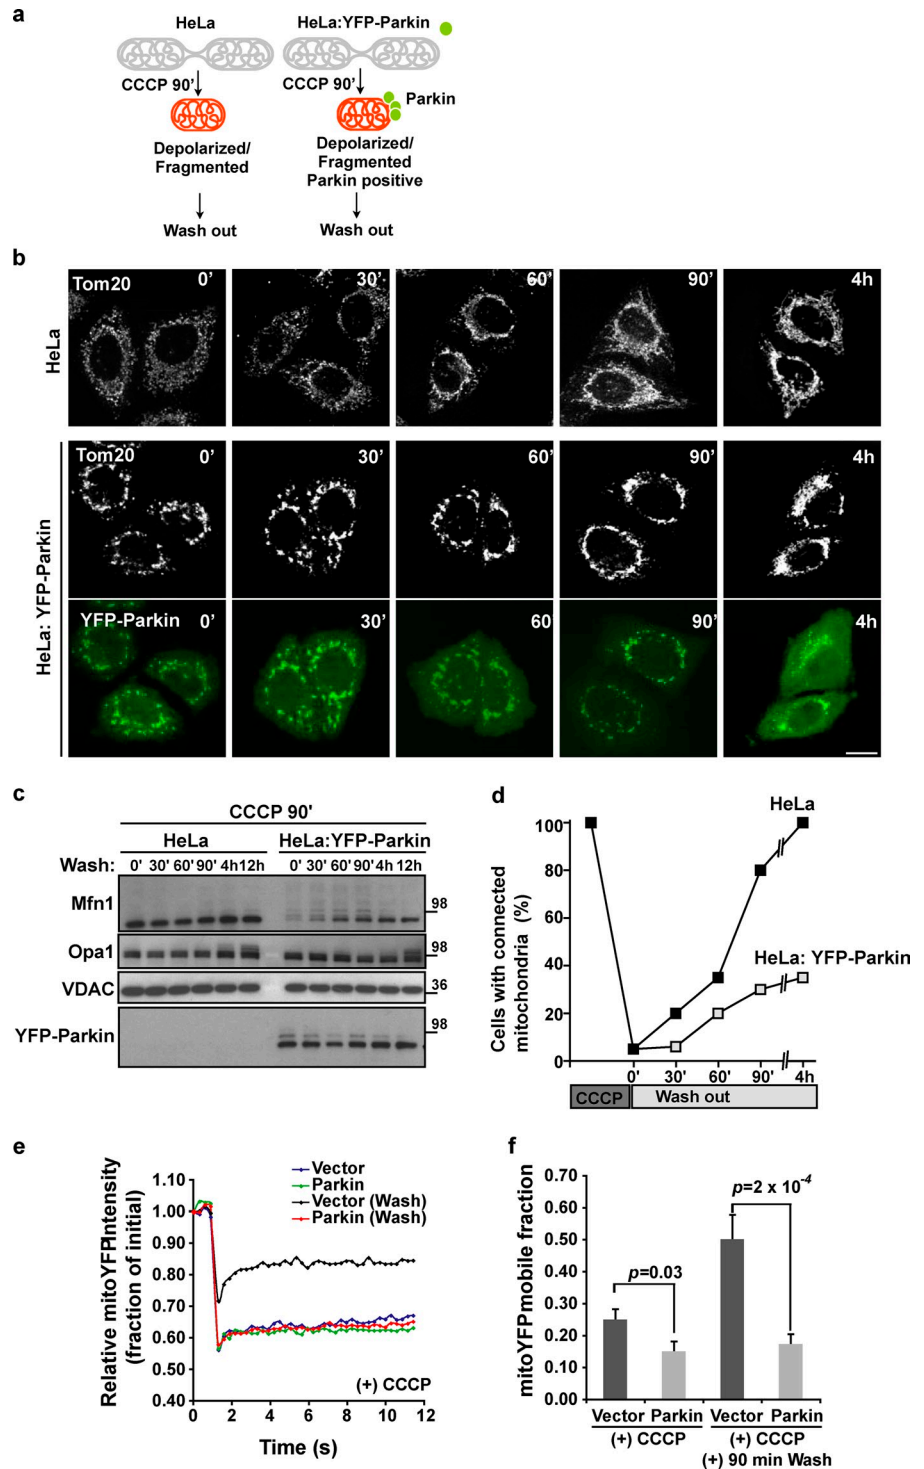 a
HeLa
HeLa:YFP-Parkin
CCCP 90'
CCCP 90'
Parkin
Depolarized/
Fragmented
Depolarized/
Fragmented
Parkin positive
Wash out
Wash out
b
HeLa
Tom20 0' 30' 60' 90' 4h
HeLa: YFP-Parkin
Tom20 0' 30' 60' 90' 4h
YFP-Parkin 0' 30' 60 90' 4h
c
CCCP 90'
HeLa HeLa:YFP-Parkin
Wash: 0' 30' 60' 90' 4h 12h 0' 30' 60' 90' 4h 12h
Mfn1 98
Opa1 98
VDAC 36
YFP-Parkin 98
d
Cells with connected
mitochondria (%)
100
80
60
40
20
0
HeLa
HeLa: YFP-Parkin
0' 30' 60' 90' 4h
CCCP Wash out
e
Relative mitoYFPIntensity
(fraction of initial)
1.10
1.00
0.90
0.80
0.70
0.60
0.50
0.40
Vector
Parkin
Vector (Wash)
Parkin (Wash)
(+) CCCP
0 2 4 6 8 10 12
Time (s)
f
mitoYFPmobile fraction
0.70
0.60
0.50
0.40
0.30
0.20
0.10
0.00
p=0.03
p=2 x 10-4
Vector Parkin Vector Parkin
(+) CCCP (+) CCCP
(+) 90 min Wash